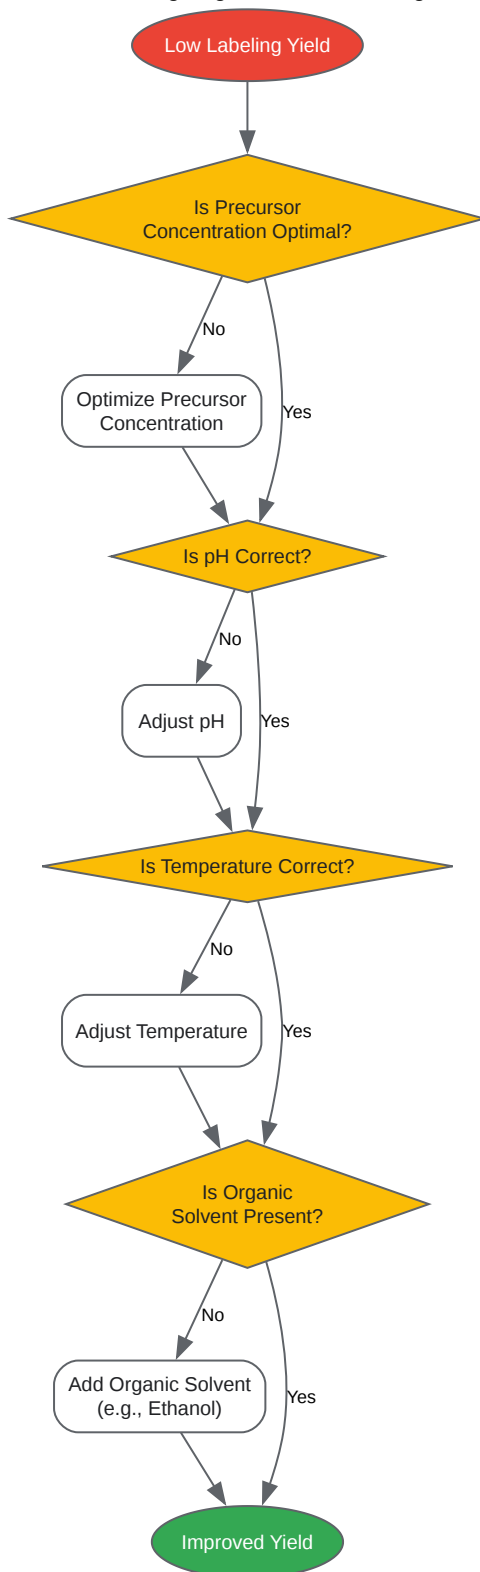 Low Labeling Yield
Is Precursor
Concentration Optimal?
No
Optimize Precursor
Concentration
Yes
Is pH Correct?
No
Adjust pH
Yes
Is Temperature Correct?
No
Adjust Temperature
Yes
Is Organic
Solvent Present?
No
Add Organic Solvent
(e.g., Ethanol)
Yes
Improved Yield